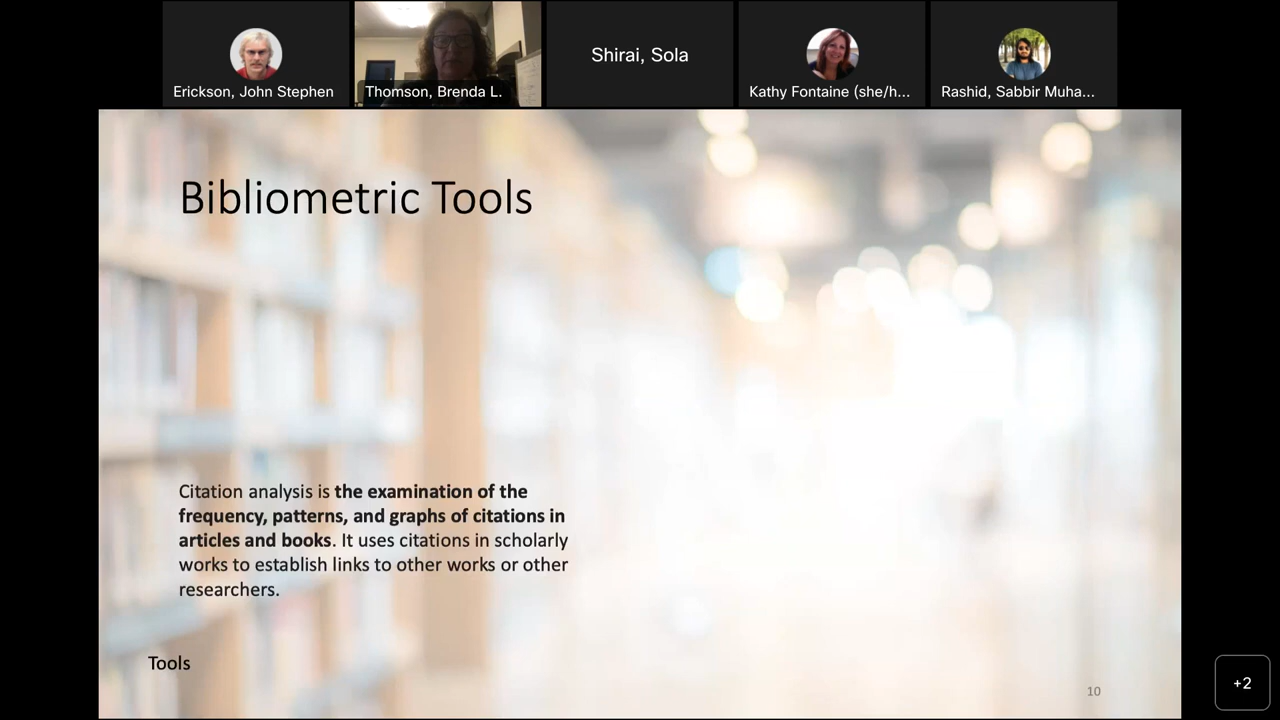 Erickson, John Stephen
Thomson, Brenda L.
Shirai, Sola
Kathy Fontaine (she/h...
Rashid, Sabbir Muha...
Bibliometric Tools
Citation analysis is the examination of the
frequency, patterns, and graphs of citations in
articles and books. It uses citations in scholarly
works to establish links to other works or other
researchers.
Tools
10
+2